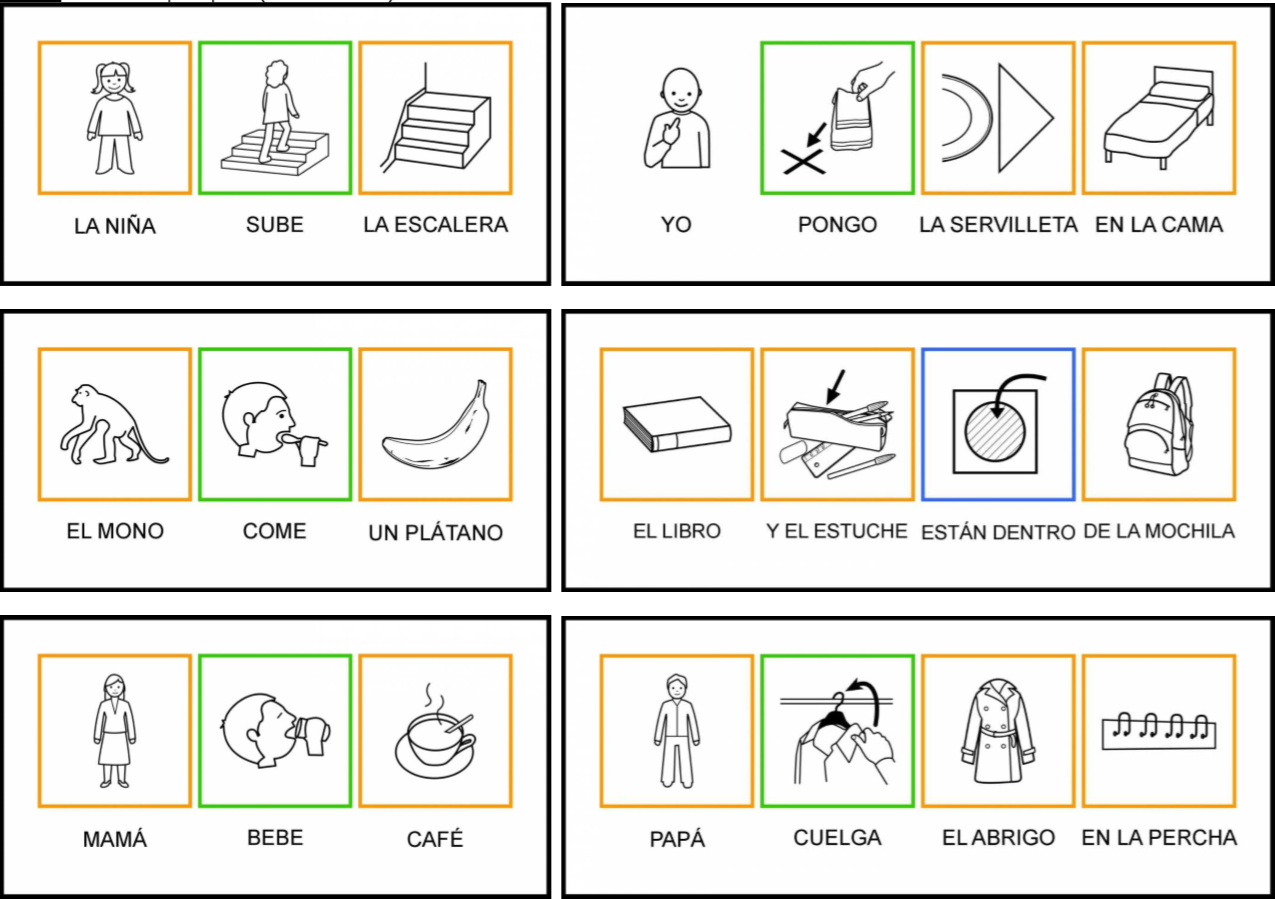 LA NIÑA SUBE LA ESCALERA
YO PONGO LA SERVILLETA EN LA CAMA
EL MONO COME UN PLÁTANO
EL LIBRO Y EL ESTUCHE ESTÁN DENTRO DE LA MOCHILA
MAMÁ BEBE CAFÉ
PAPÁ CUELGA EL ABRIGO EN LA PERCHA